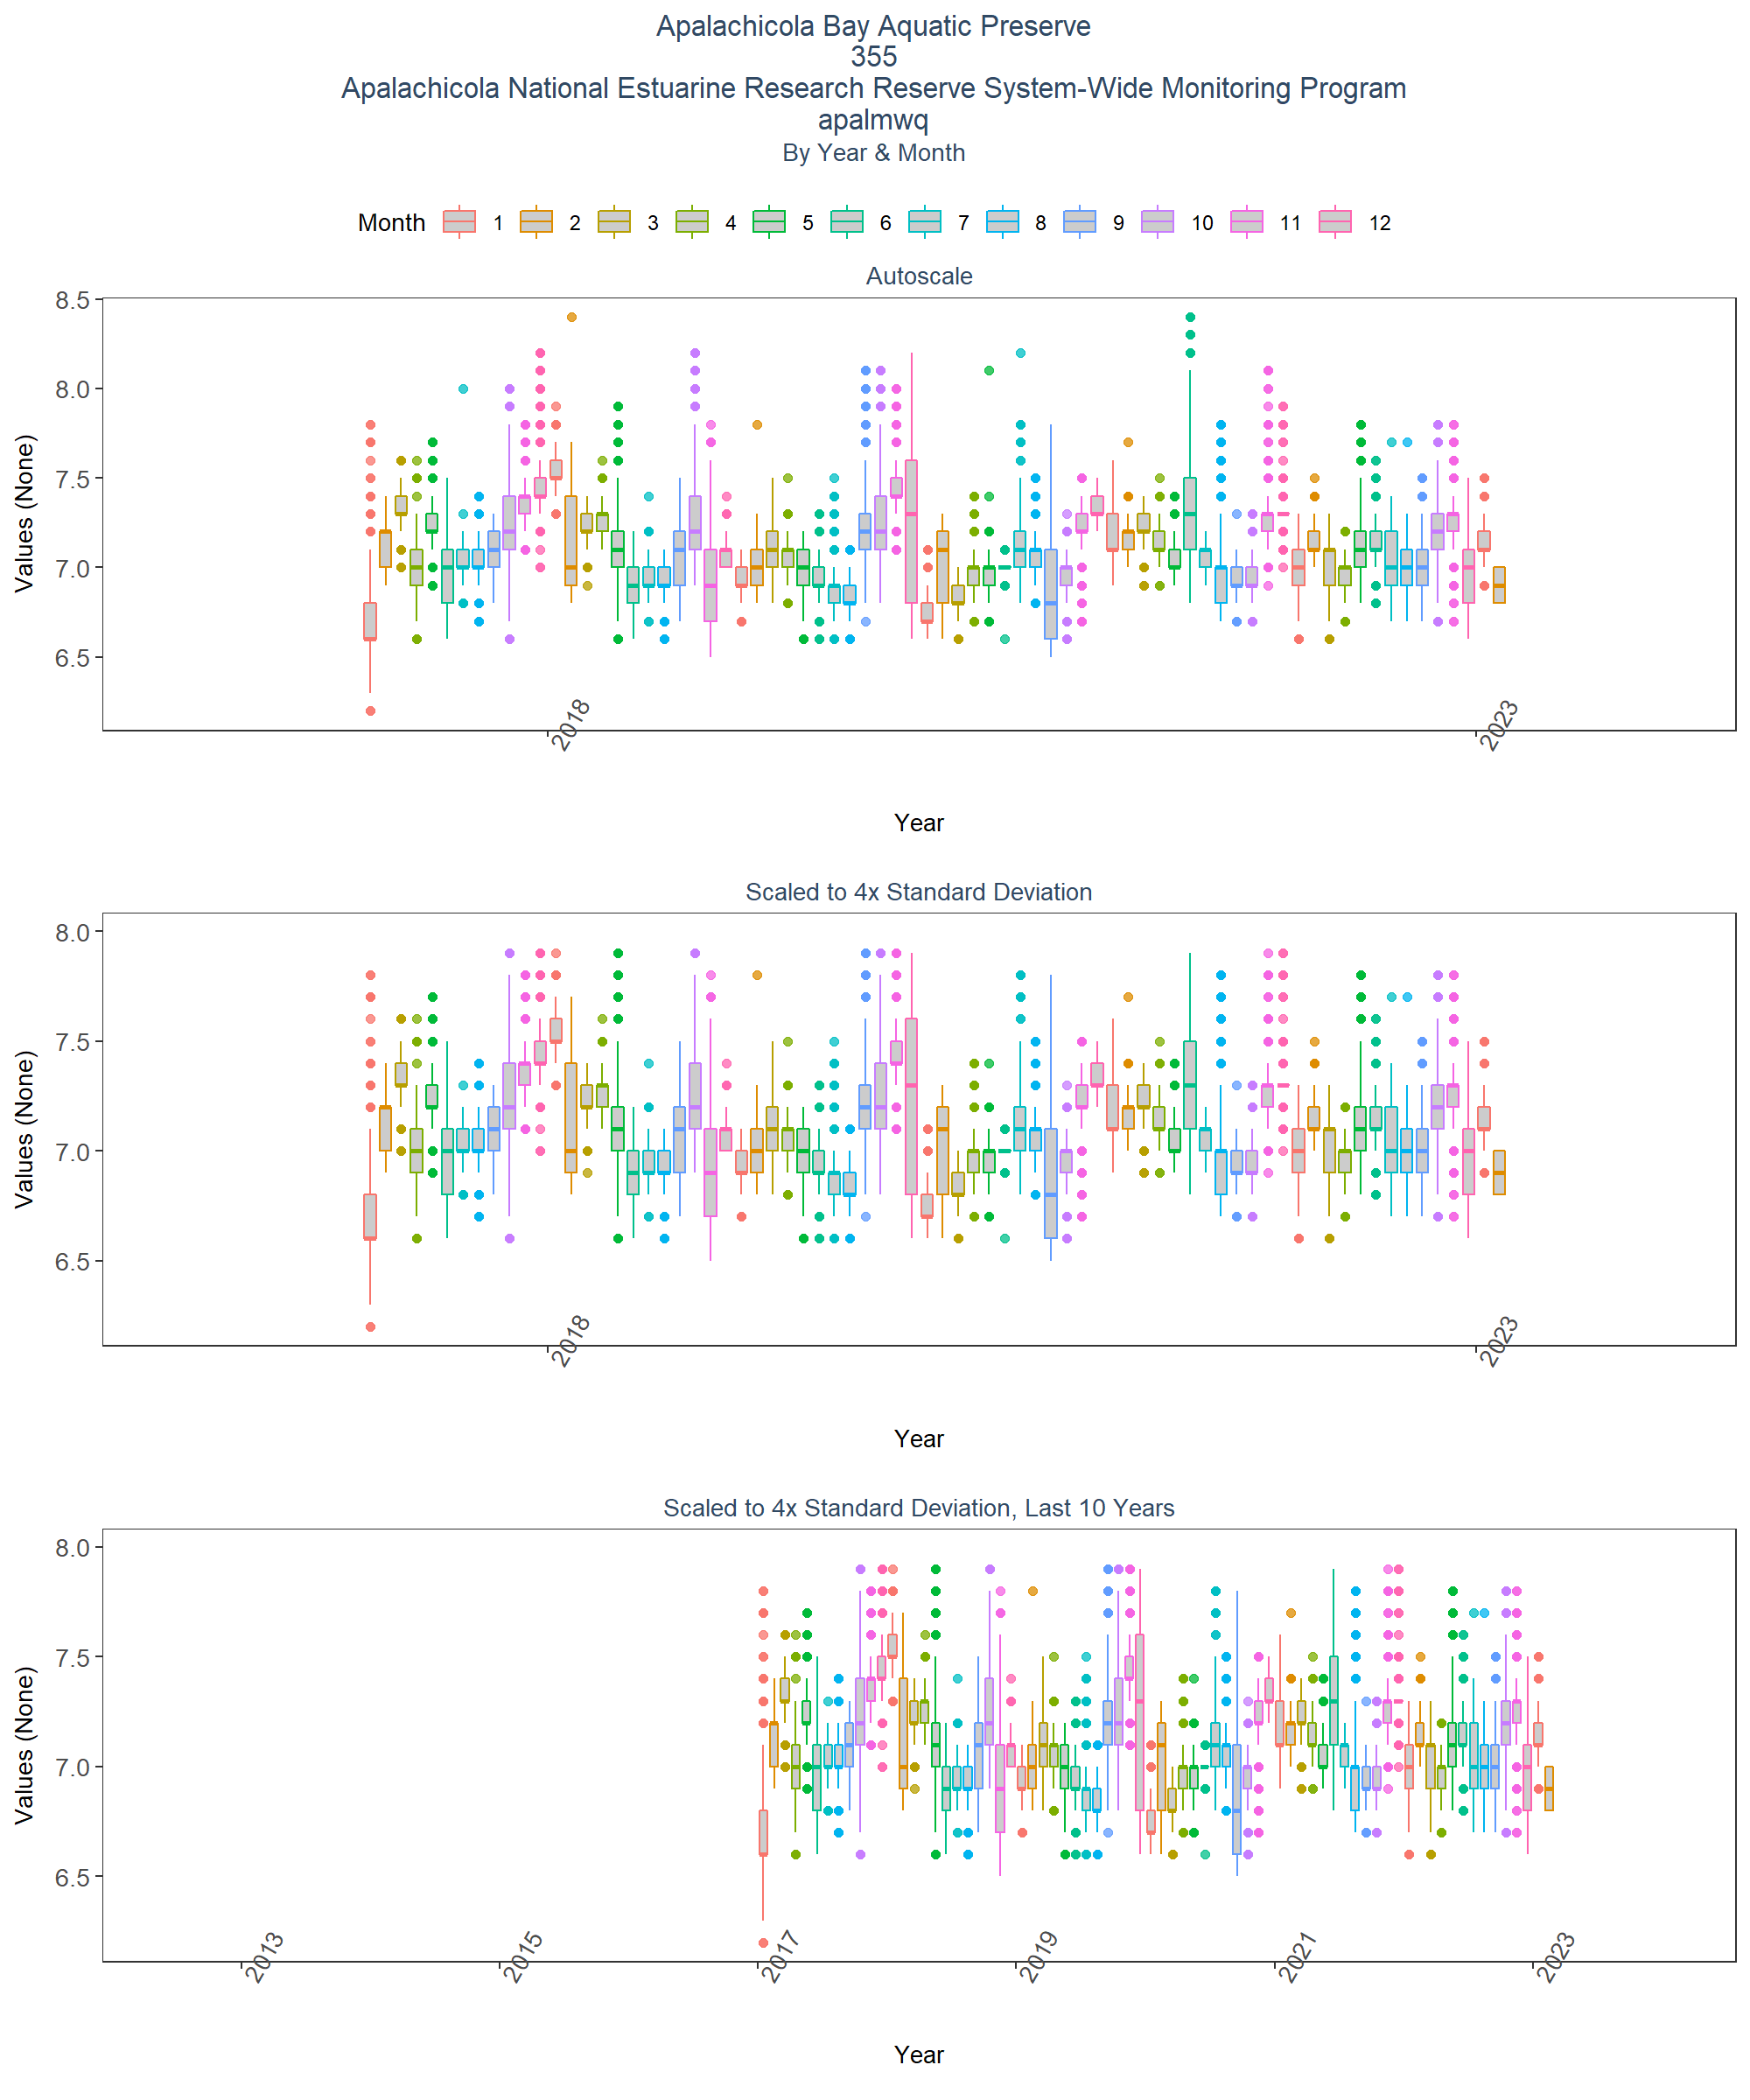 Apalachicola Bay Aquatic Preserve
355
Apalachicola National Estuarine Research Reserve System-Wide Monitoring Program
apalmwq
By Year & Month
Month 1 2 3 4 5 6 7 8 9 10 11 12
Autoscale
8.5
8.0
7.5
7.0
6.5
Values (None)
2018 2023
Year
Scaled to 4x Standard Deviation
8.0
7.5
7.0
6.5
Values (None)
2018 2023
Year
Scaled to 4x Standard Deviation, Last 10 Years
8.0
7.5
7.0
6.5
Values (None)
2013 2015 2017 2019 2021 2023
Year